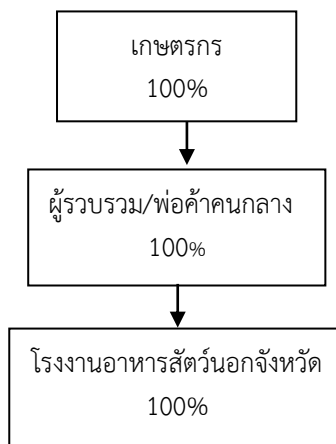 เกษตรกร
100%
ผู้รวบรวม/พ่อค้าคนกลาง
100%
โรงงานอาหารสัตว์นอกจังหวัด
100%